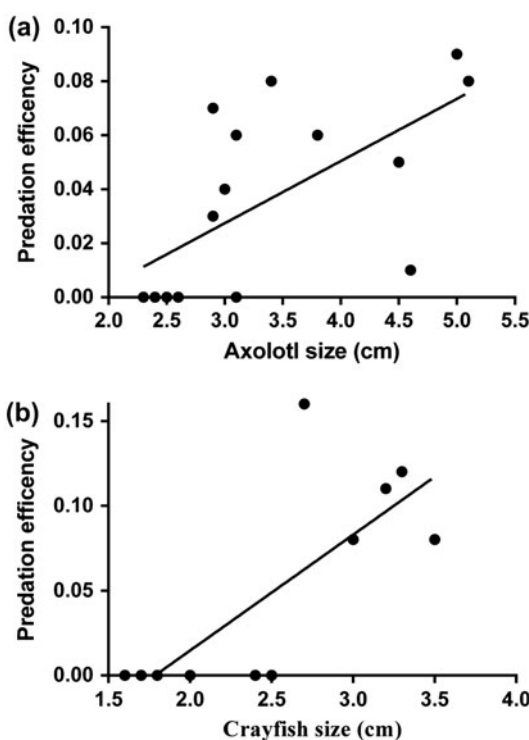 (a)
Predation efficency
0.10
0.08
0.06
0.04
0.02
0.00
2.0 2.5 3.0 3.5 4.0 4.5 5.0 5.5
Axolotl size (cm)
(b)
Predation efficency
0.15
0.10
0.05
0.00
1.5 2.0 2.5 3.0 3.5 4.0
Crayfish size (cm)